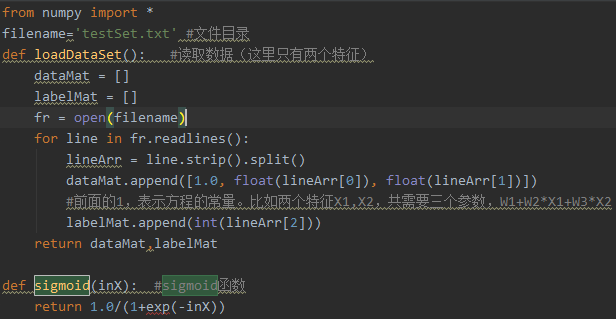 from numpy import *
filename='testSet.txt' #文件目录
def loadDataSet():   #读取数据（这里只有两个特征）
    dataMat = []
    labelMat = []
    fr = open(filename)
    for line in fr.readlines():
        lineArr = line.strip().split()
        dataMat.append([1.0, float(lineArr[0]), float(lineArr[1])])
        #前面的1，表示方程的常量。比如两个特征X1,X2，共需要三个参数，W1+W2*X1+W3*X2
        labelMat.append(int(lineArr[2]))
    return dataMat,labelMat
def sigmoid(inX):  #sigmoid函数
    return 1.0/(1+exp(-inX))